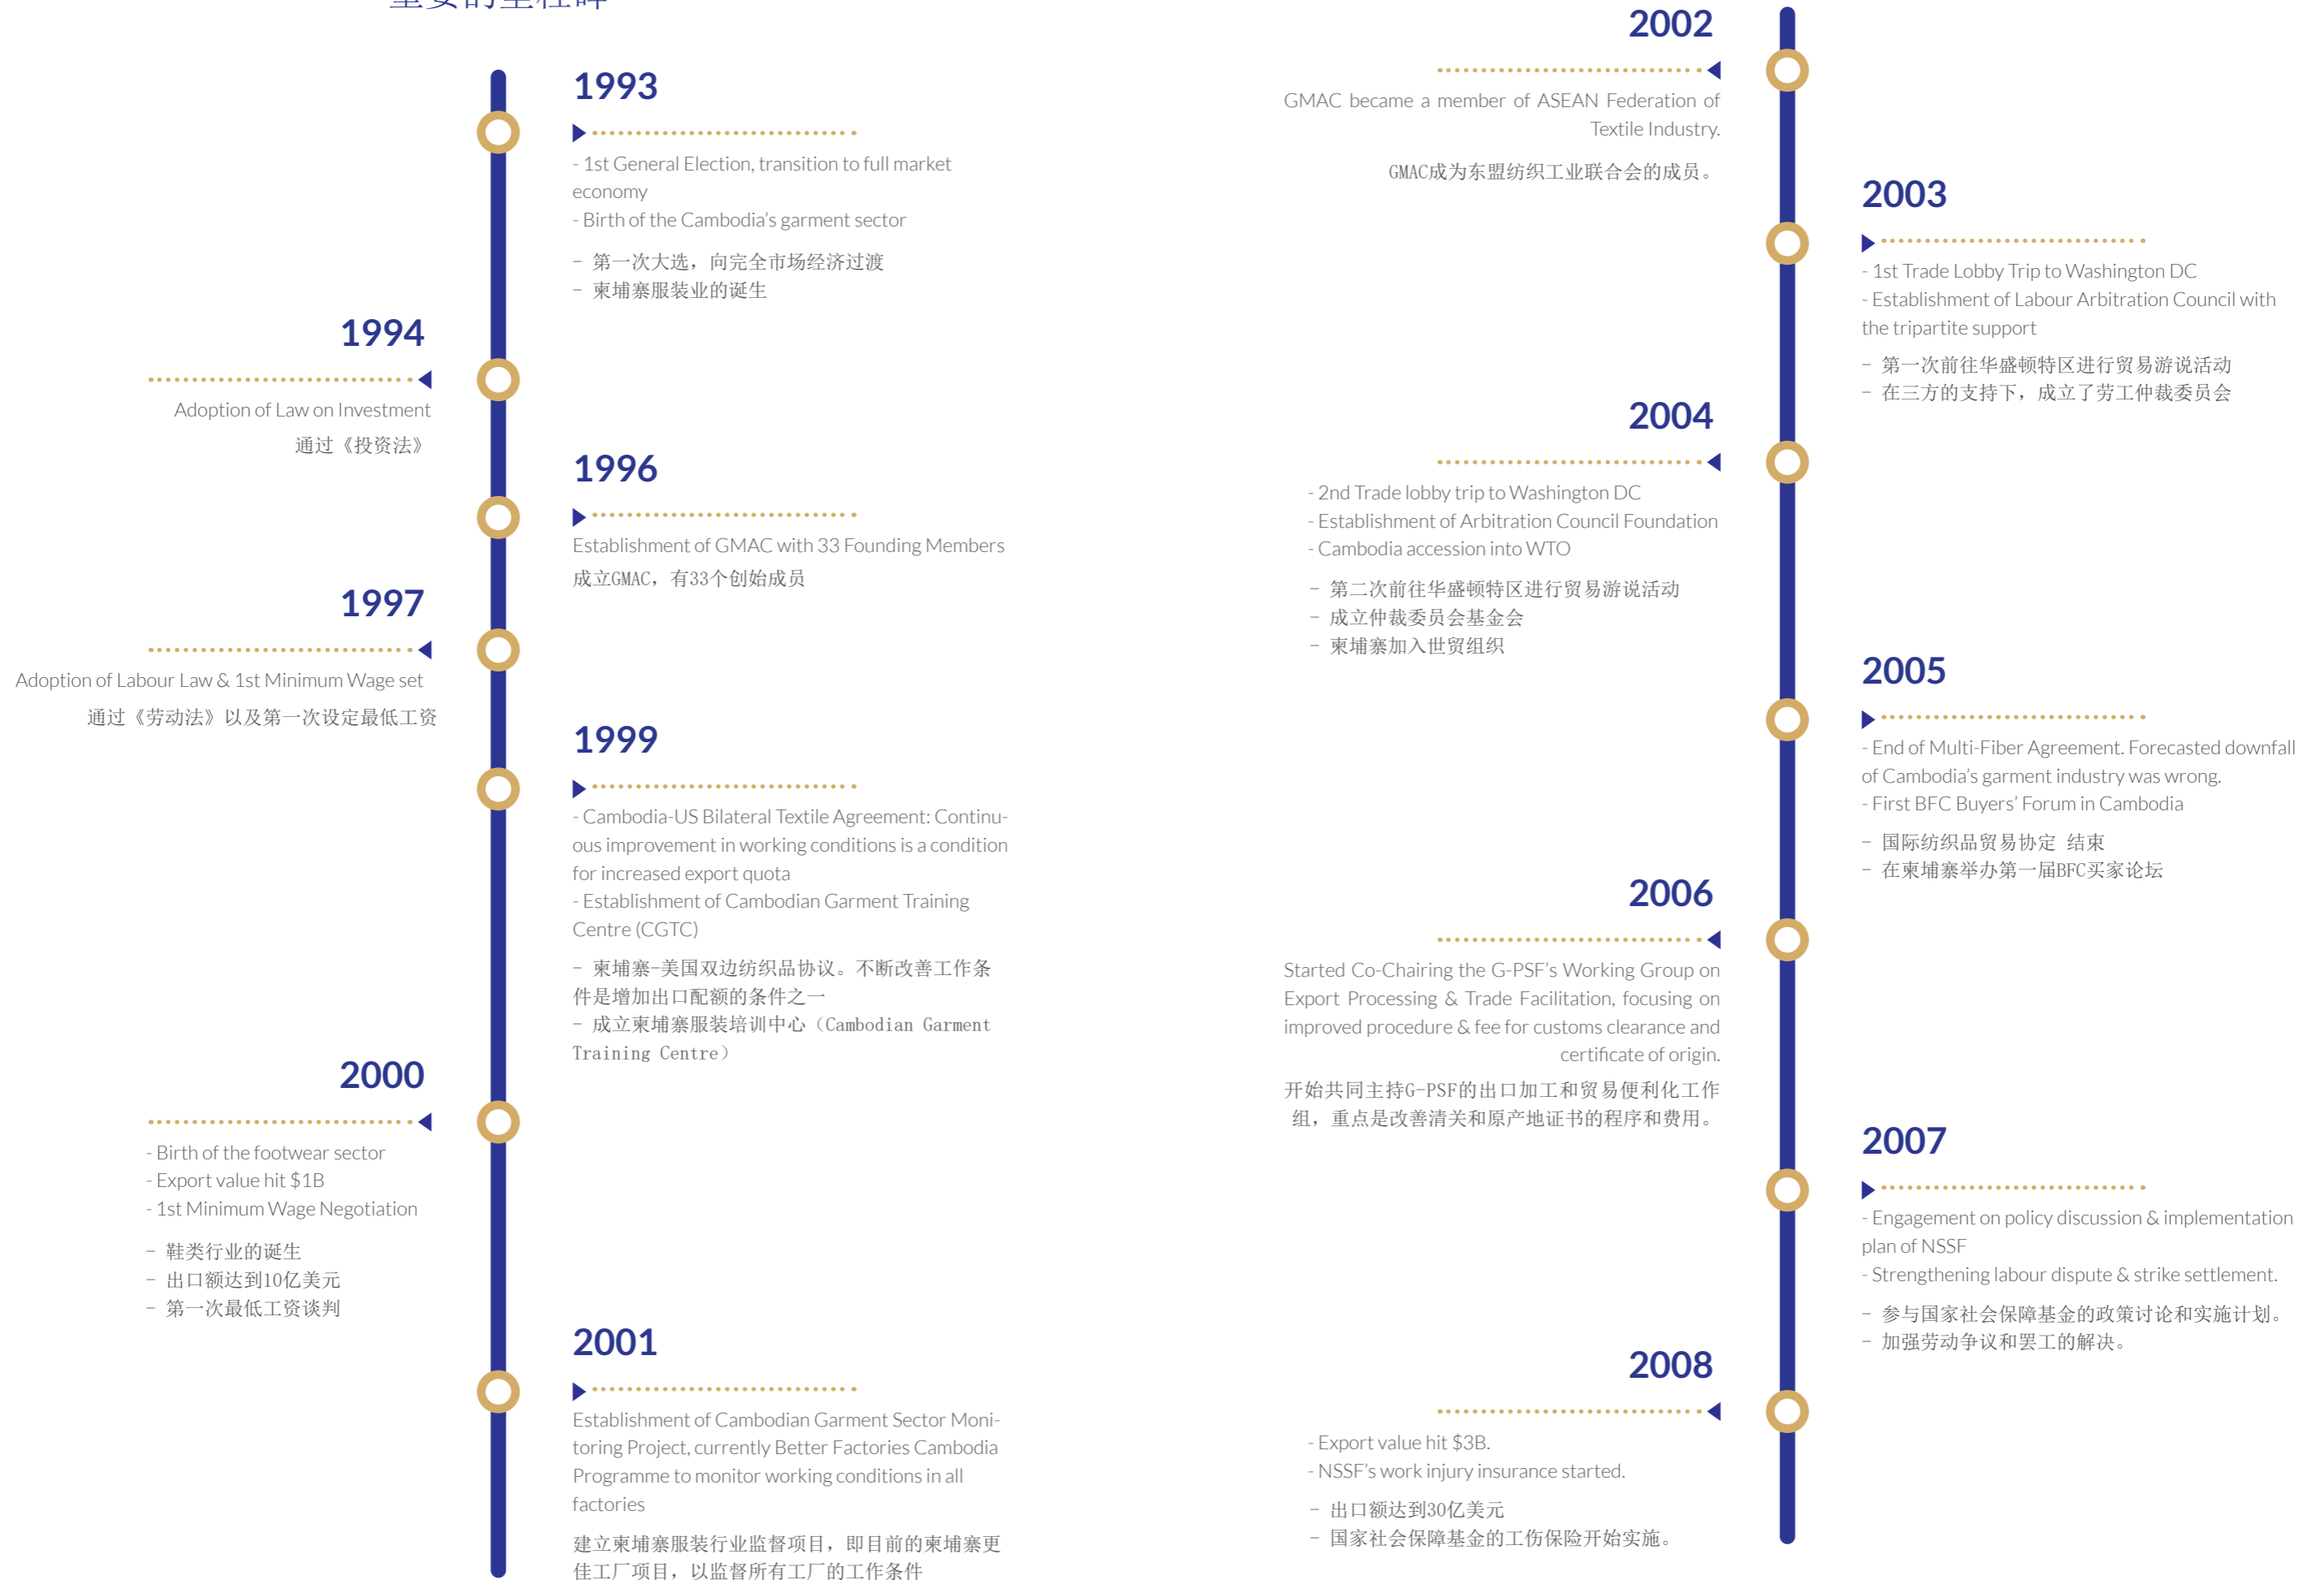 重要的里程碑
1993
- 1st General Election, transition to full market
economy
- Birth of the Cambodia's garment sector
- 第一次大选，向完全市场经济过渡
- 柬埔寨服装业的诞生
1994
Adoption of Law on Investment
通过《投资法》
1996
Establishment of GMAC with 33 Founding Members
成立GMAC，有33个创始成员
1997
Adoption of Labour Law & 1st Minimum Wage set
通过《劳动法》以及第一次设定最低工资
1999
- Cambodia-US Bilateral Textile Agreement: Continu-
ous improvement in working conditions is a condition
for increased export quota
- Establishment of Cambodian Garment Training
Centre (CGTC)
- 柬埔寨-美国双边纺织品协议。不断改善工作条
件是增加出口配额的条件之一
- 成立柬埔寨服装培训中心（Cambodian Garment
Training Centre）
2000
- Birth of the footwear sector
- Export value hit $1B
- 1st Minimum Wage Negotiation
- 鞋类行业的诞生
- 出口额达到10亿美元
- 第一次最低工资谈判
2001
Establishment of Cambodian Garment Sector Moni-
toring Project, currently Better Factories Cambodia
Programme to monitor working conditions in all
factories
建立柬埔寨服装行业监督项目，即目前的柬埔寨更
佳工厂项目，以监督所有工厂的工作条件
2002
GMAC became a member of ASEAN Federation of
Textile Industry.
GMAC成为东盟纺织工业联合会的成员。
2003
- 1st Trade Lobby Trip to Washington DC
- Establishment of Labour Arbitration Council with
the tripartite support
- 第一次前往华盛顿特区进行贸易游说活动
- 在三方的支持下，成立了劳工仲裁委员会
2004
- 2nd Trade lobby trip to Washington DC
- Establishment of Arbitration Council Foundation
- Cambodia accession into WTO
- 第二次前往华盛顿特区进行贸易游说活动
- 成立仲裁委员会基金会
- 柬埔寨加入世贸组织
2005
- End of Multi-Fiber Agreement. Forecasted downfall
of Cambodia's garment industry was wrong.
- First BFC Buyers' Forum in Cambodia
- 国际纺织品贸易协定 结束
- 在柬埔寨举办第一届BFC买家论坛
2006
Started Co-Chairing the G-PSF's Working Group on
Export Processing & Trade Facilitation, focusing on
improved procedure & fee for customs clearance and
certificate of origin.
开始共同主持G-PSF的出口加工和贸易便利化工作
组，重点是改善清关和原产地证书的程序和费用。
2007
- Engagement on policy discussion & implementation
plan of NSSF
- Strengthening labour dispute & strike settlement.
- 参与国家社会保障基金的政策讨论和实施计划。
- 加强劳动争议和罢工的解决。
2008
- Export value hit $3B.
- NSSF's work injury insurance started.
- 出口额达到30亿美元
- 国家社会保障基金的工伤保险开始实施。